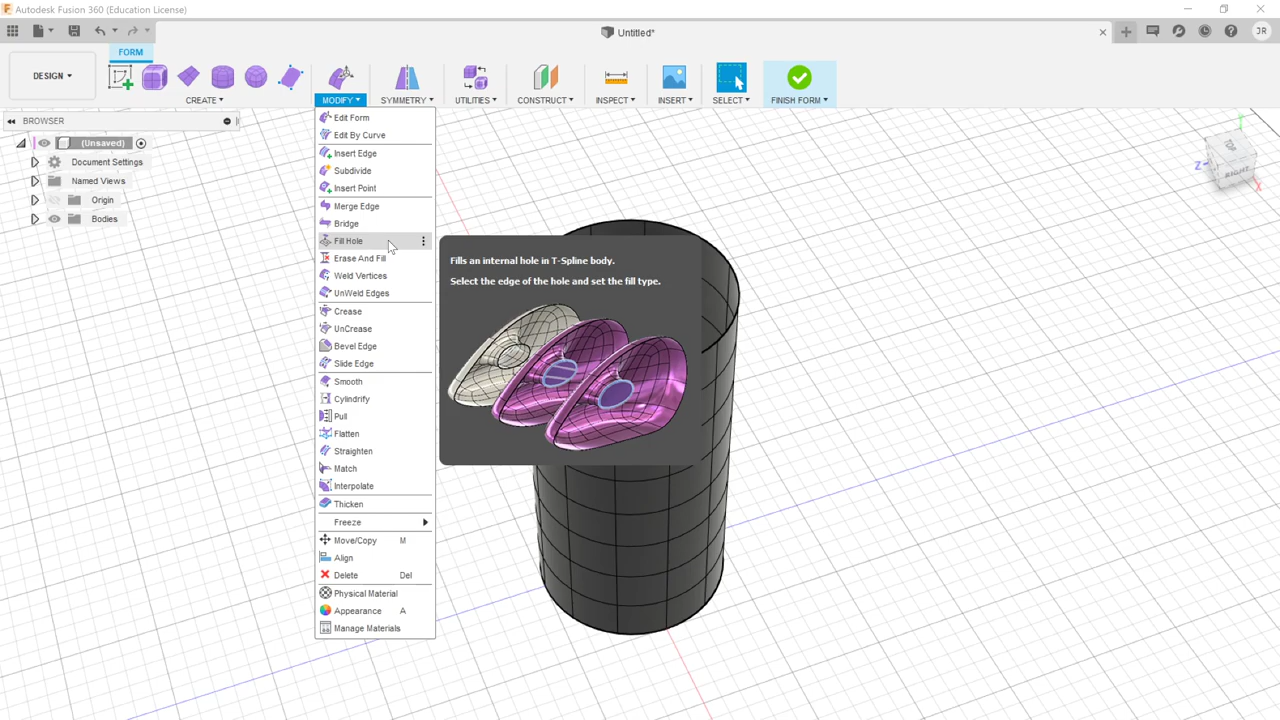 Autodesk Fusion 360 (Education License)
Untitled*
JR
FORM
DESIGN
CREATE
MODIFY
SYMMETRY
UTILITIES
CONSTRUCT
INSPECT
INSERT
SELECT
FINISH FORM
BROWSER
(Unsaved)
Document Settings
Named Views
Origin
Bodies
Edit Form
Edit By Curve
Insert Edge
Subdivide
Insert Point
Merge Edge
Bridge
Fill Hole
Erase And Fill
Weld Vertices
UnWeld Edges
Crease
UnCrease
Bevel Edge
Slide Edge
Smooth
Cylindrify
Pull
Flatten
Straighten
Match
Interpolate
Thicken
Freeze
Move/Copy M
Align
Delete Del
Physical Material
Appearance A
Manage Materials
Fills an internal hole in T-Spline body.
Select the edge of the hole and set the fill type.
Y
Z
X
RIGHT